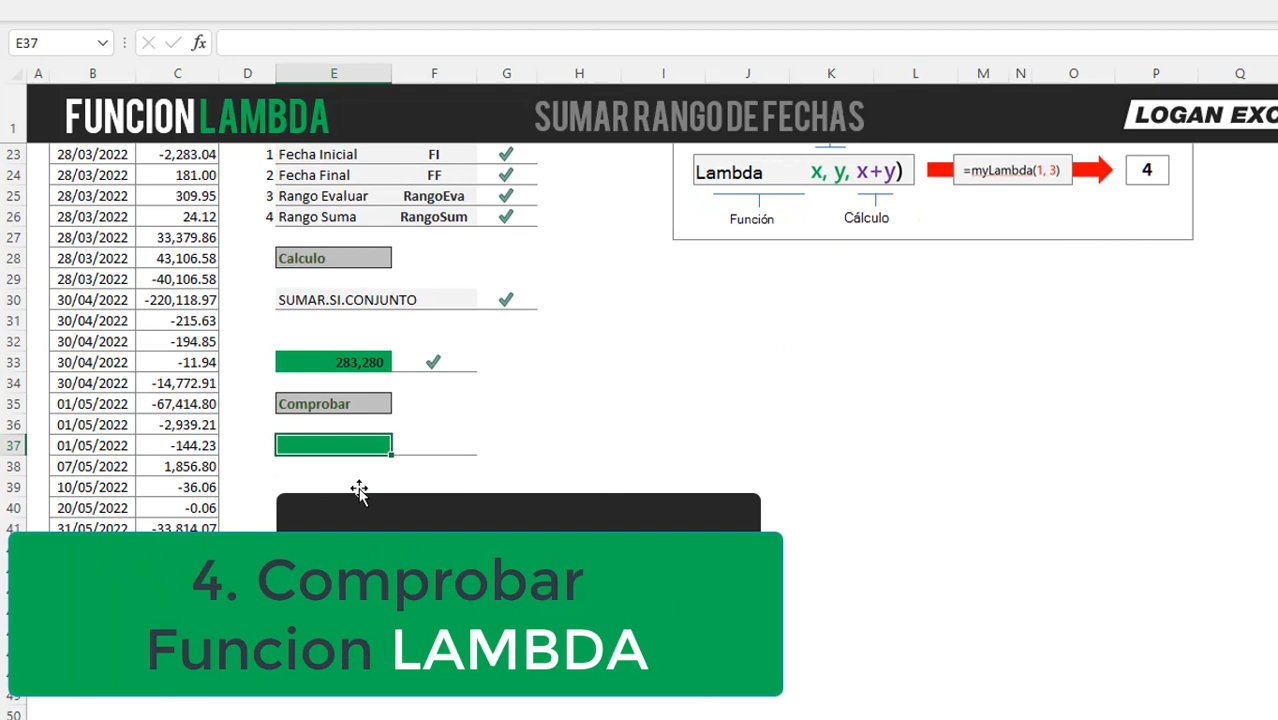 E37
fx
A B C D E F G H I J K L M N O P Q
1 FUNCION LAMBDA SUMAR RANGO DE FECHAS LOGAN EXC
23 28/03/2022 -2,283.04 1 Fecha Inicial FI
24 28/03/2022 181.00 2 Fecha Final FF Lambda x, y, x+y) =myLambda(1, 3) 4
25 28/03/2022 309.95 3 Rango Evaluar RangoEva
26 28/03/2022 24.12 4 Rango Suma RangoSum Función Cálculo
27 28/03/2022 33,379.86
28 28/03/2022 43,106.58 Calculo
29 28/03/2022 -40,106.58
30 30/04/2022 -220,118.97 SUMAR.SI.CONJUNTO
31 30/04/2022 -215.63
32 30/04/2022 -194.85
33 30/04/2022 -11.94 283,280
34 30/04/2022 -14,772.91
35 01/05/2022 -67,414.80 Comprobar
36 01/05/2022 -2,939.21
37 01/05/2022 -144.23
38 07/05/2022 1,856.80
39 10/05/2022 -36.06
40 20/05/2022 -0.06
41 31/05/2022 -33,814.07
4. Comprobar
Funcion LAMBDA
50